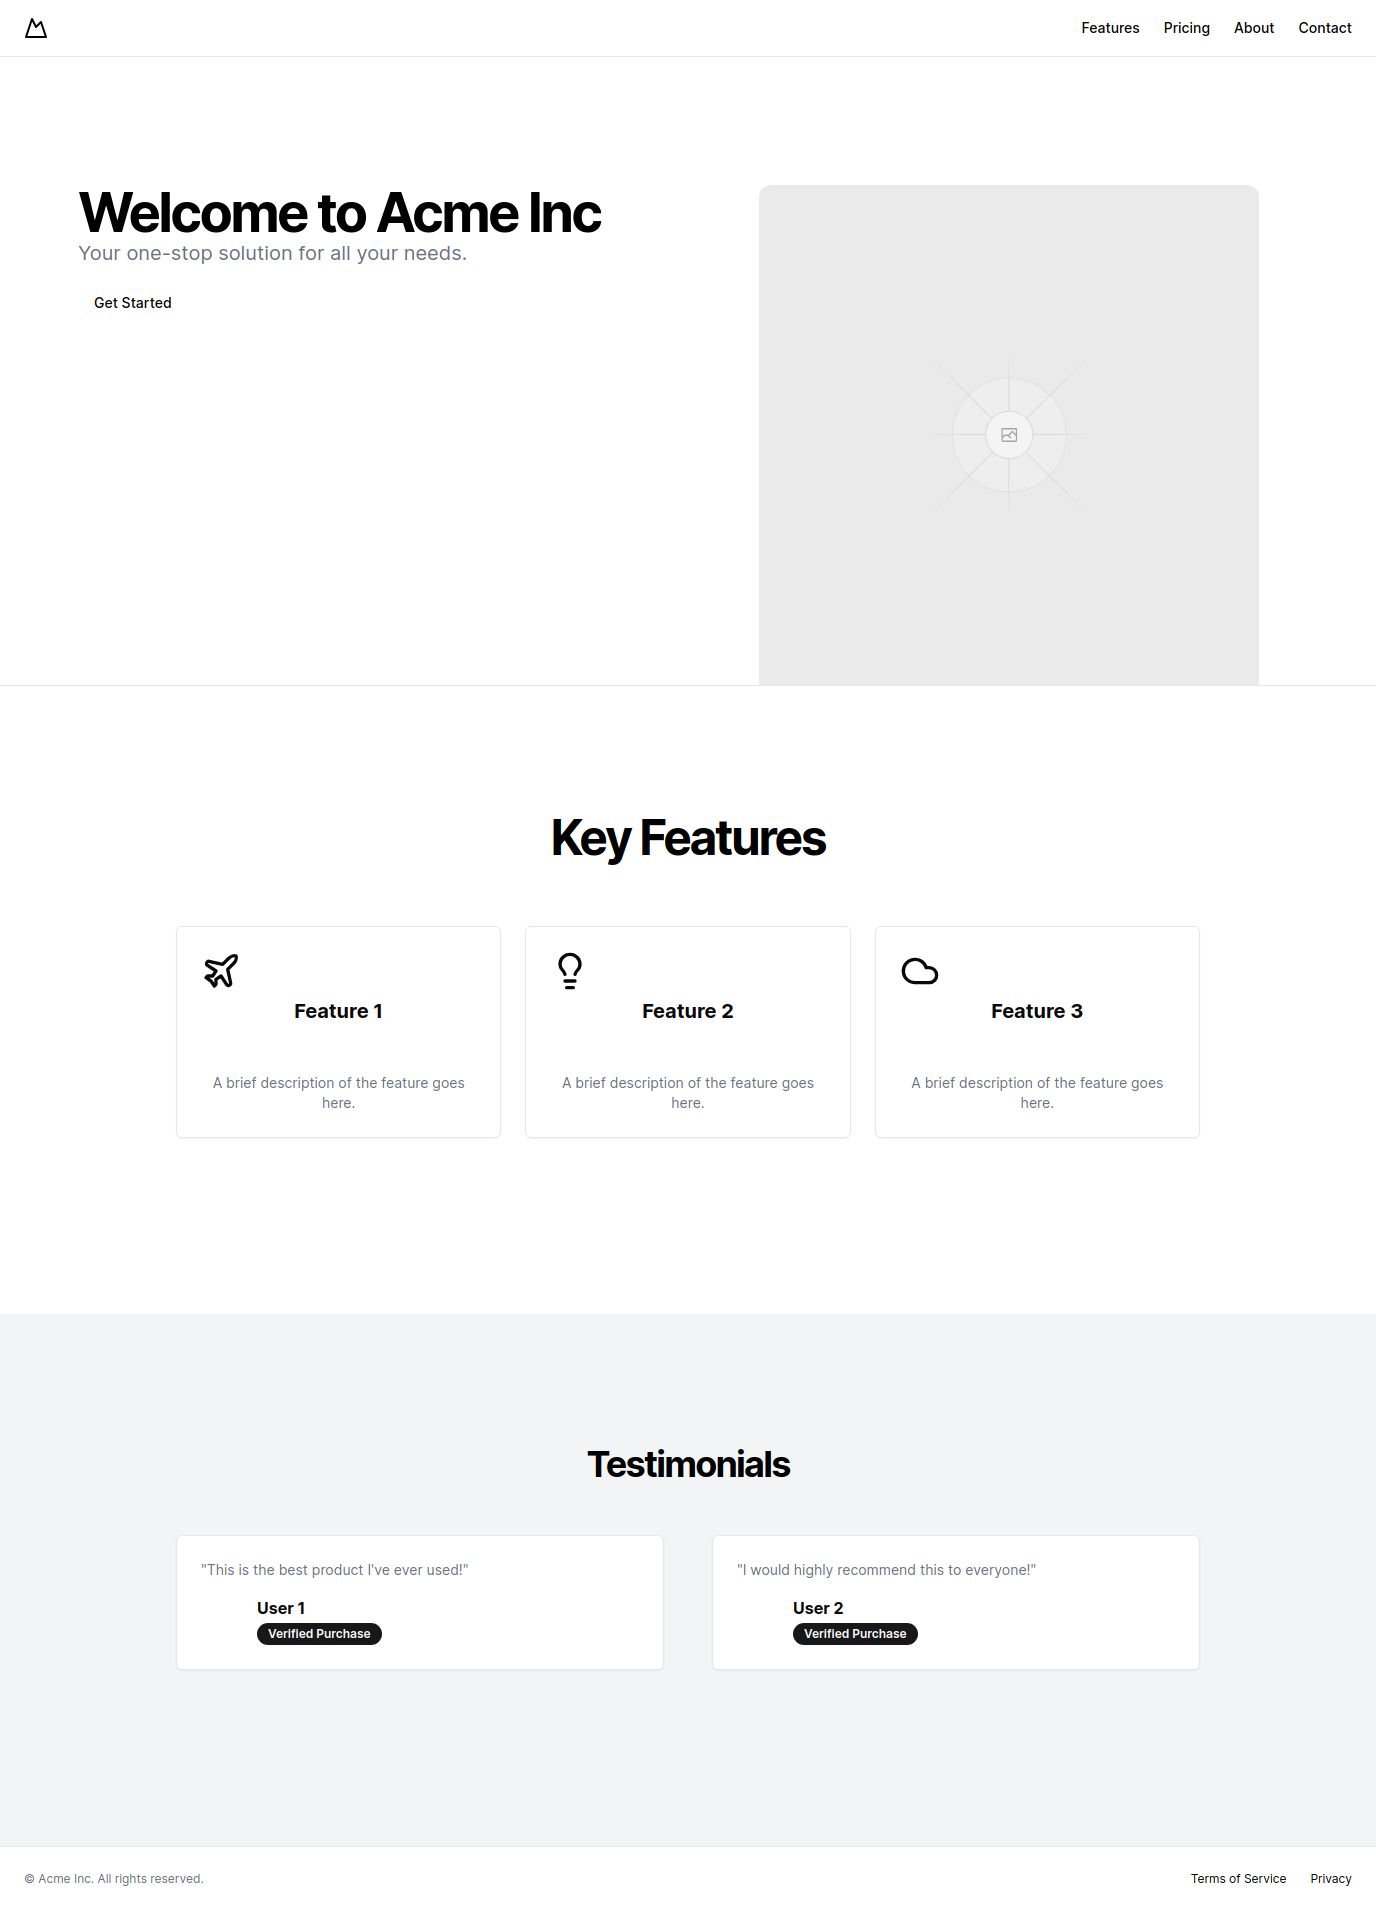 Features
Pricing
About
Contact
Welcome to Acme Inc
Your one-stop solution for all your needs.
Get Started
Key Features
Feature 1
A brief description of the feature goes
here.
Feature 2
A brief description of the feature goes
here.
Feature 3
A brief description of the feature goes
here.
Testimonials
"This is the best product I've ever used!"
User 1
Verified Purchase
"I would highly recommend this to everyone!"
User 2
Verified Purchase
© Acme Inc. All rights reserved.
Terms of Service
Privacy